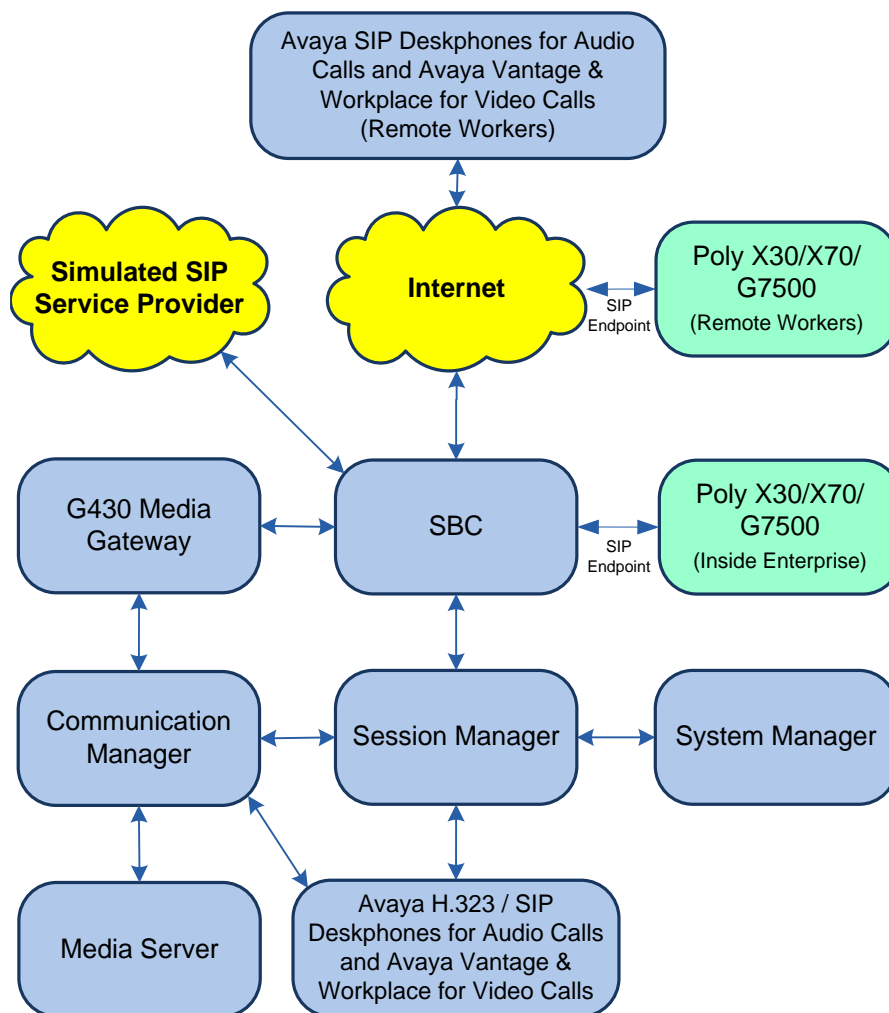 Avaya SIP Deskphones for Audio
Calls and Avaya Vantage &
Workplace for Video Calls
(Remote Workers)
Simulated SIP
Service Provider
Internet
SIP
Endpoint
Poly X30/X70/
G7500
(Remote Workers)
G430 Media
Gateway
SBC
SIP
Endpoint
Poly X30/X70/
G7500
(Inside Enterprise)
Communication
Manager
Session Manager
System Manager
Media Server
Avaya H.323 / SIP
Deskphones for Audio Calls
and Avaya Vantage &
Workplace for Video Calls